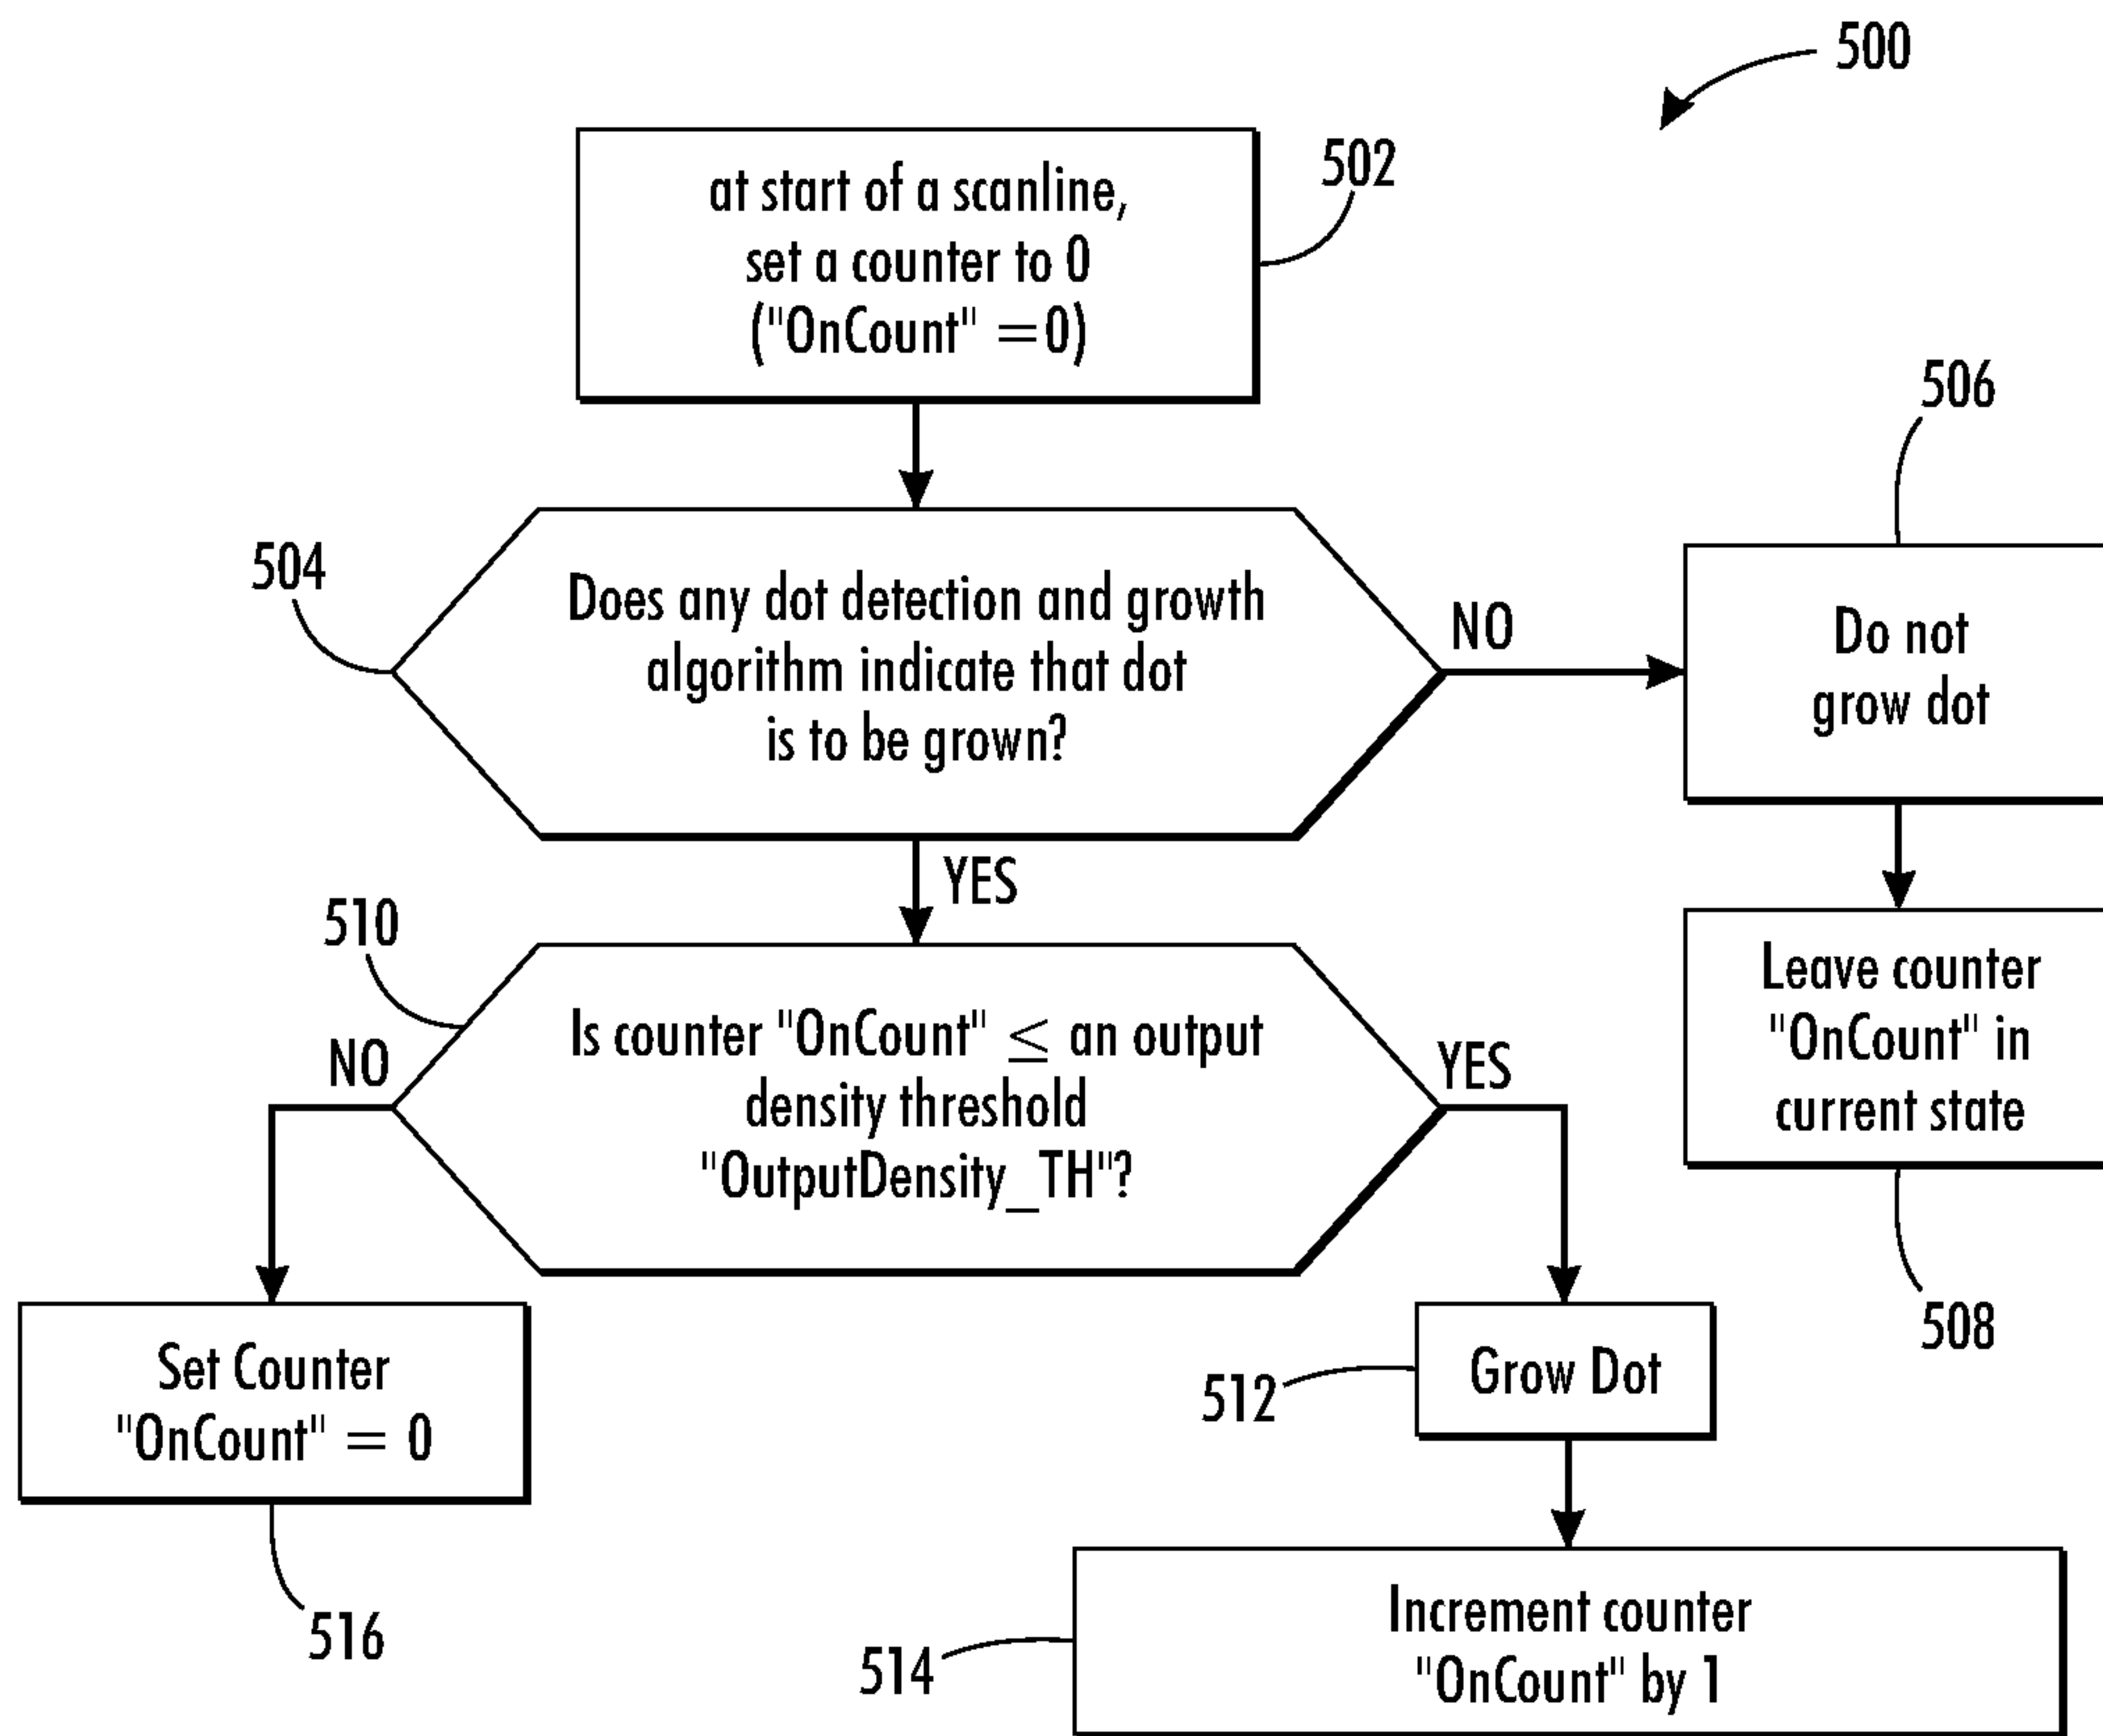 500
502
at start of a scanline,
set a counter to 0
("OnCount" =0)
506
504
Does any dot detection and growth
algorithm indicate that dot
is to be grown?
NO
Do not
grow dot
YES
510
Is counter "OnCount" ≤ an output
density threshold
"OutputDensity_TH"?
NO
YES
Leave counter
"OnCount" in
current state
508
Set Counter
"OnCount" = 0
516
512
Grow Dot
514
Increment counter
"OnCount" by 1